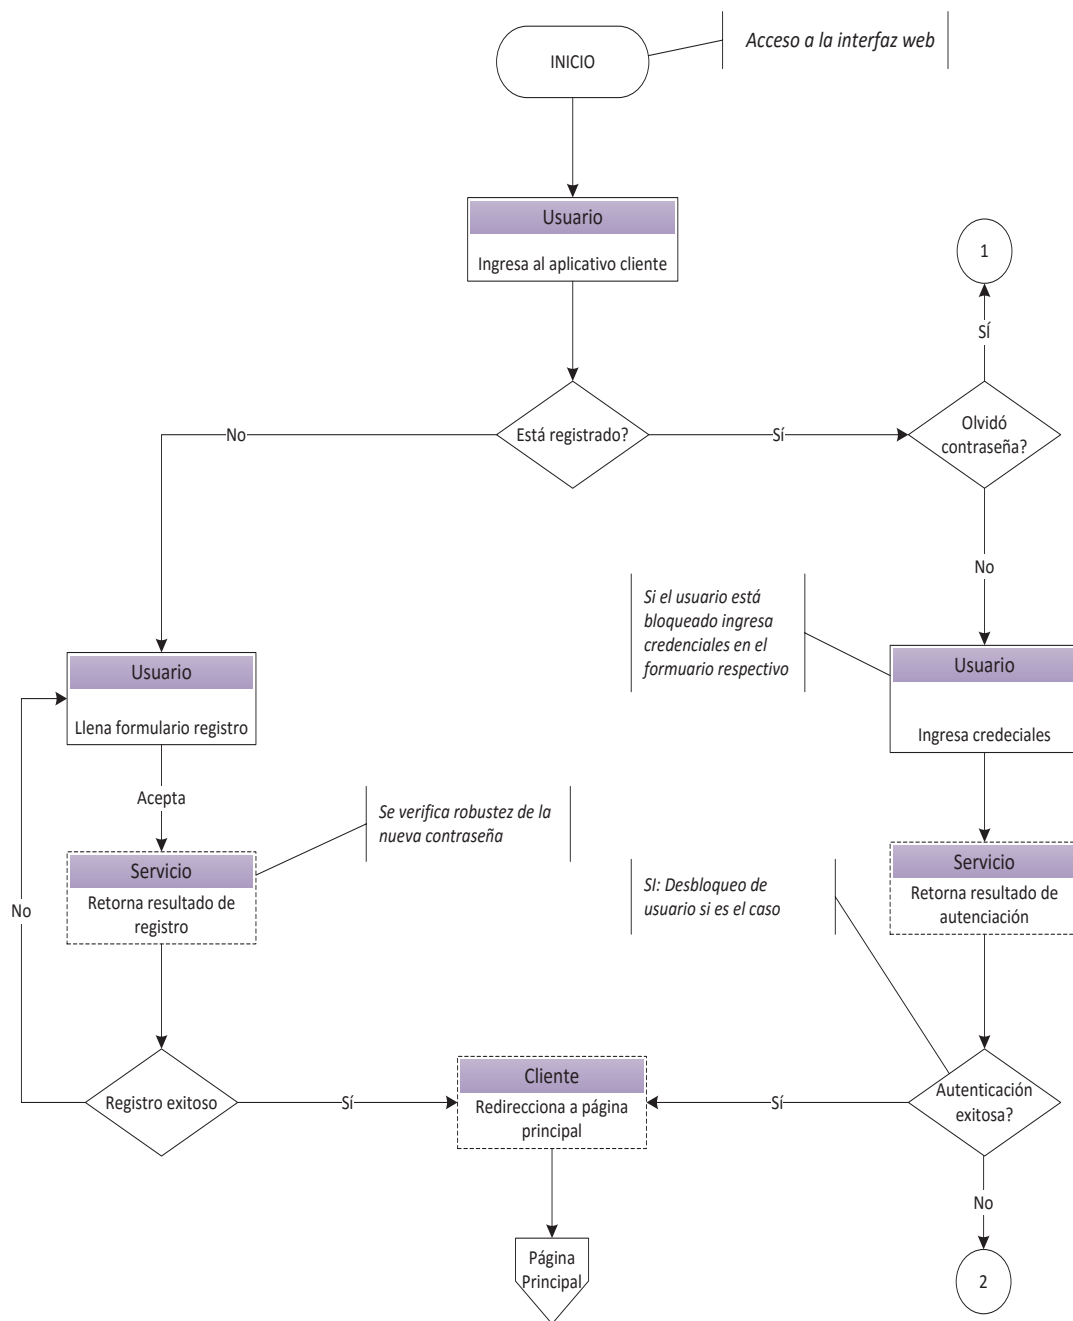 INICIO
Acceso a la interfaz web
Usuario
Ingresa al aplicativo cliente
1
SÍ
Está registrado?
No
Sí
Olvidó
contraseña?
No
Si el usuario está
bloqueado ingresa
credenciales en el
formuario respectivo
Usuario
Llena formulario registro
Usuario
Ingresa credeciales
Acepta
Se verifica robustez de la
nueva contraseña
Servicio
Retorna resultado de
registro
No
SI: Desbloqueo de
usuario si es el caso
Servicio
Retorna resultado de
autenciación
Registro exitoso
Sí
Cliente
Redirecciona a página
principal
Sí
Autenticación
exitosa?
No
Página
Principal
2